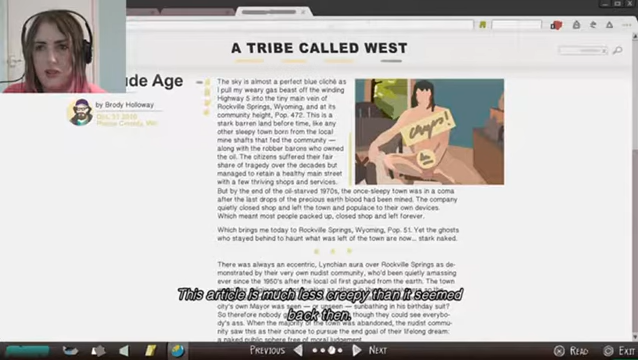 A TRIBE CALLED WEST
ude Age
by Brody Holloway
The sky is almost a perfect blue cliché as
I pull my weary gas beast off the winding
Highway 5 into the tiny main vein of
Rockville Springs, Wyoming, and at its
community height, Pop. 472. This is a
stark barren land before time, like any
other sleepy town born from the local
mine shafts that fed the community —
along with the robber barons who owned
the oil. The citizens suffered their fair
share of tragedy over the decades but
managed to retain a healthy main street
with a few thriving shops and services.
But by the end of the oil-starved 1970s, the once-sleepy town was in a coma
after the last drops of the precious earth blood had been mined. The company
quietly closed shop and left the town and populace to their own devices.
Which meant most people packed up, closed shop and left forever.
Which brings me today to Rockville Springs, Wyoming, Pop. 51. Yet the ghosts
who stayed behind to haunt what was left of the town are now... stark naked.
There was always an eccentric, Lynchian aura over Rockville Springs as de-
monstrated by their very own nudist community, who'd been quietly amassing
ever since the 1950's after the local oil first gushed from the earth. The town
city's own Mayor was seen — or unseen — sunbathing in his birthday suit?
So therefore nobody
though they could see everybo-
dy's ass. When the majority of the town was abandoned, the nudist commu-
nity saw this as their chance to pursue the end goal of their lifelong dream:
a naked public sphere free of moral judgement.
This article is much less creepy than it seemed
back then.
Previous
Next
Read
Exit